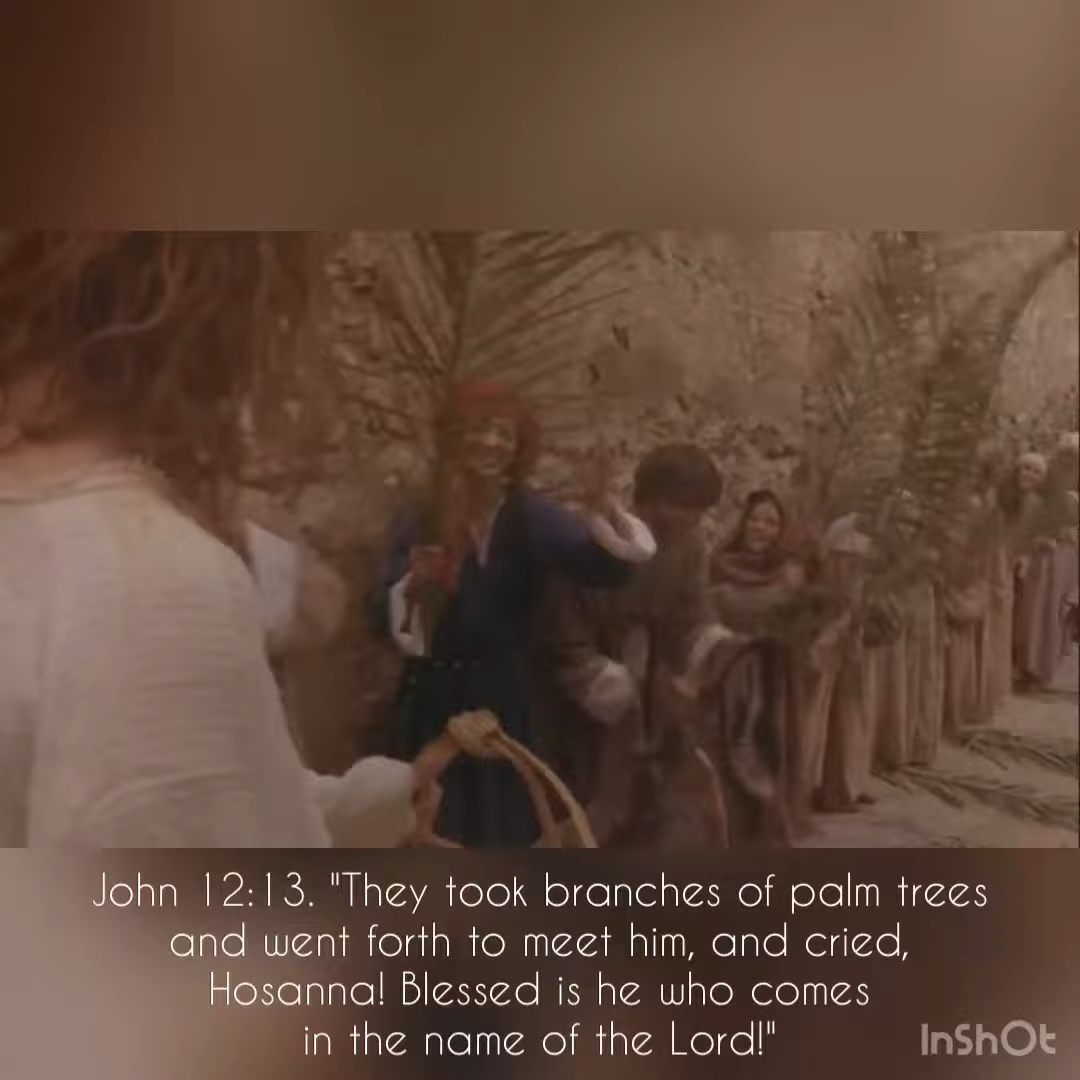 John 12:13. "They took branches of palm trees
and went forth to meet him, and cried,
Hosanna! Blessed is he who comes
in the name of the Lord!"
InShOt